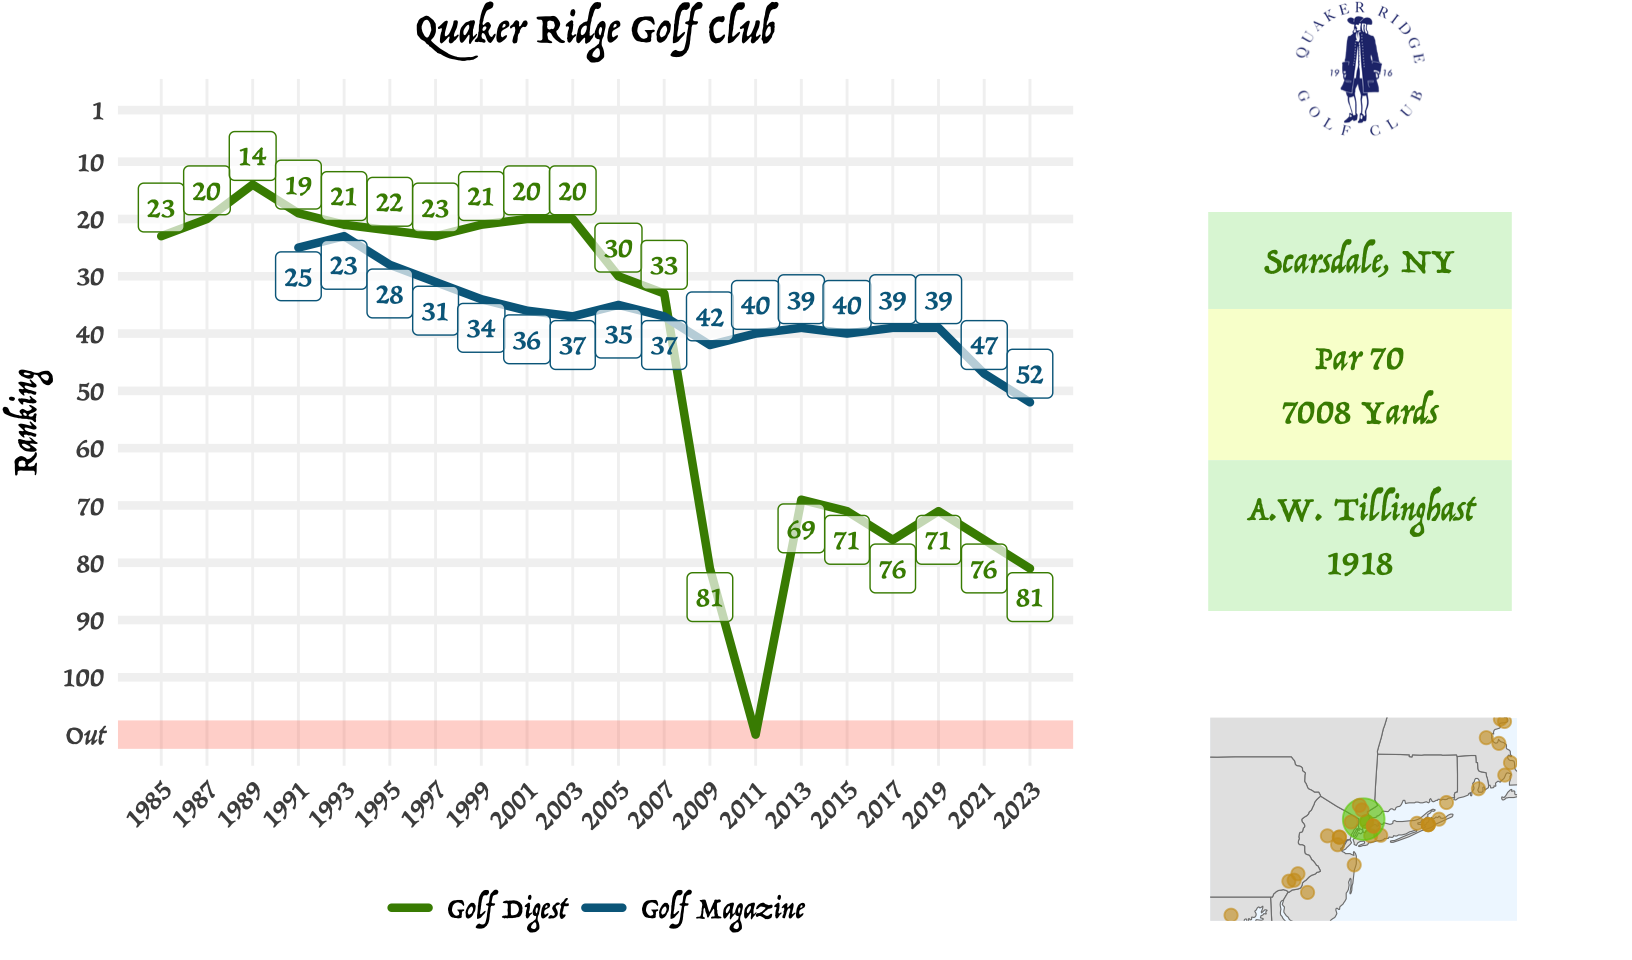 Quaker Ridge Golf Club
QUAKER RIDGE
19 16
GOLF CLUB
Ranking
1
10
20
30
40
50
60
70
80
90
100
Out
23 20 14 19 21 22 23 21 20 20 30 33 81 69 71 76 71 76 81
25 23 28 31 34 36 37 35 37 42 40 39 40 39 39 47 52
1985 1987 1989 1991 1993 1995 1997 1999 2001 2003 2005 2007 2009 2011 2013 2015 2017 2019 2021 2023
Golf Digest Golf Magazine
Scarsdale, NY
Par 70
7008 Yards
A.W. Tillinghast
1918